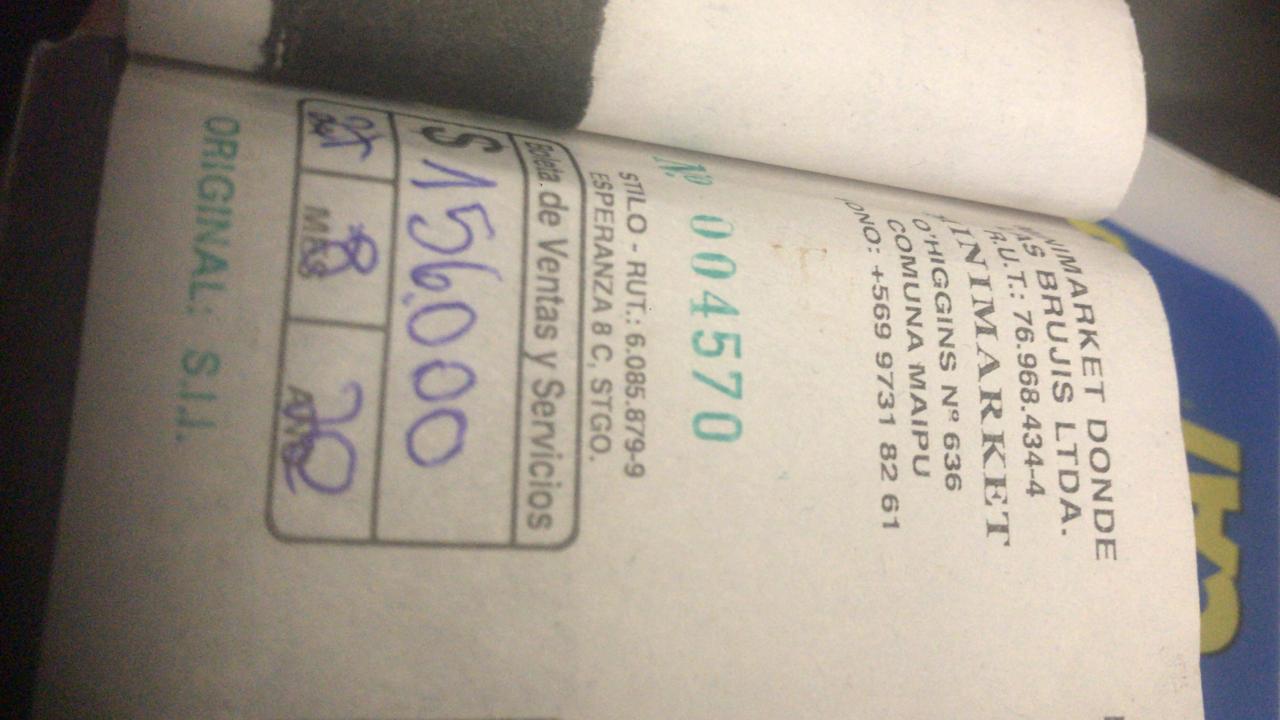 MINIMARKET DONDE
LAS BRUJIS LTDA.
R.U.T.: 76.968.434-4
MINIMARKET
O'HIGGINS Nº 636
COMUNA MAIPU
FONO: +569 9731 82 61
Nº 004570
STILO - RUT.: 6.085.879-9
ESPERANZA 8 C, STGO.
Boleta de Ventas y Servicios
$ 156.000
MES 8 AÑO 20
ORIGINAL: S.I.I.